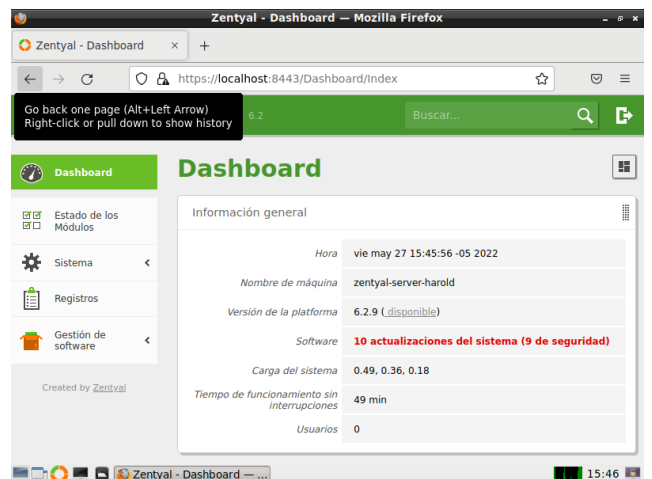 Zentyal - Dashboard — Mozilla Firefox
Zentyal - Dashboard
https://localhost:8443/Dashboard/Index
Go back one page (Alt+Left Arrow)
Right-click or pull down to show history
6.2
Buscar...
Dashboard
Dashboard
Estado de los
Módulos
Sistema
Registros
Gestión de
software
Created by Zentyal
Información general
Hora vie may 27 15:45:56 -05 2022
Nombre de máquina zentyal-server-harold
Versión de la platforma 6.2.9 ( disponible)
Software 10 actualizaciones del sistema (9 de seguridad)
Carga del sistema 0.49, 0.36, 0.18
Tiempo de funcionamiento sin
interrupciones 49 min
Usuarios 0
Zentyal - Dashboard — ...
15:46